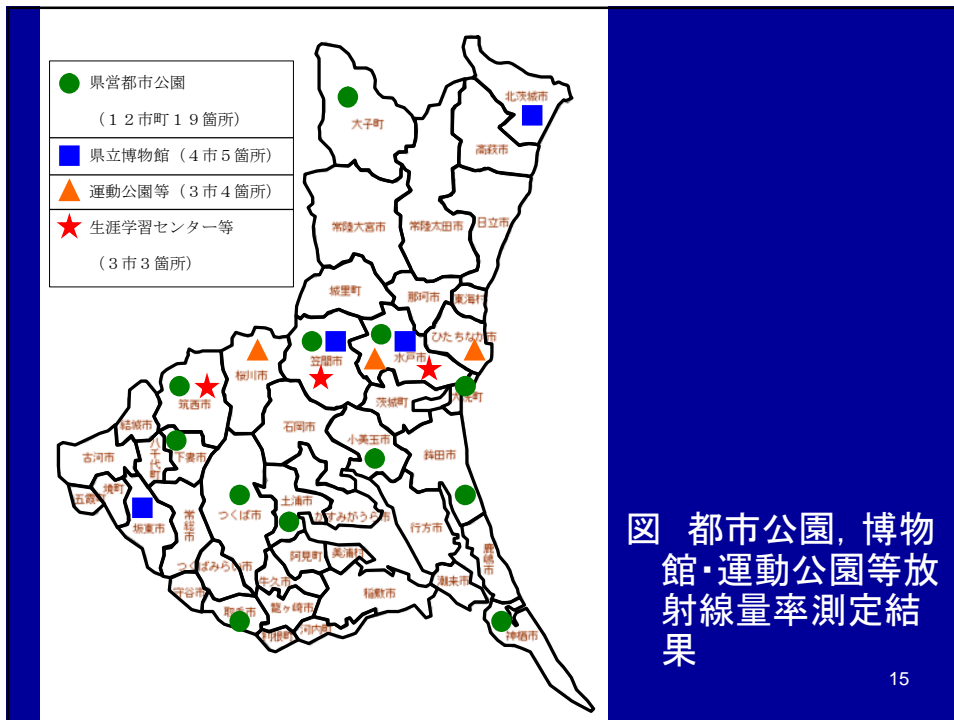 県営都市公園
（１２市町１９箇所）
県立博物館（４市５箇所）
運動公園等（３市４箇所）
生涯学習センター等
（３市３箇所）
北茨城市
大子町
高萩市
常陸大宮市
常陸太田市
日立市
城里町
那珂市
東海村
ひたちなか市
笠間市
水戸市
桜川市
筑西市
茨城町
大洗町
結城市
石岡市
小美玉市
古河市
八千代町
下妻市
鉾田市
五霞町
境町
坂東市
常総市
つくば市
土浦市
かすみがうら市
行方市
鹿嶋市
つくばみらい市
阿見町
美浦村
守谷市
牛久市
稲敷市
潮来市
取手市
龍ヶ崎市
利根町
河内町
神栖市
図　都市公園，博物
館・運動公園等放
射線量率測定結
果
15